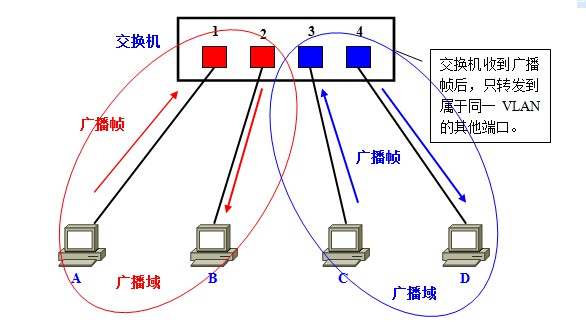 1 2 3 4
交换机
交换机收到广播
帧后，只转发到
属于同一 VLAN
的其他端口。
广播帧
广播帧
A B C D
广播域
广播域